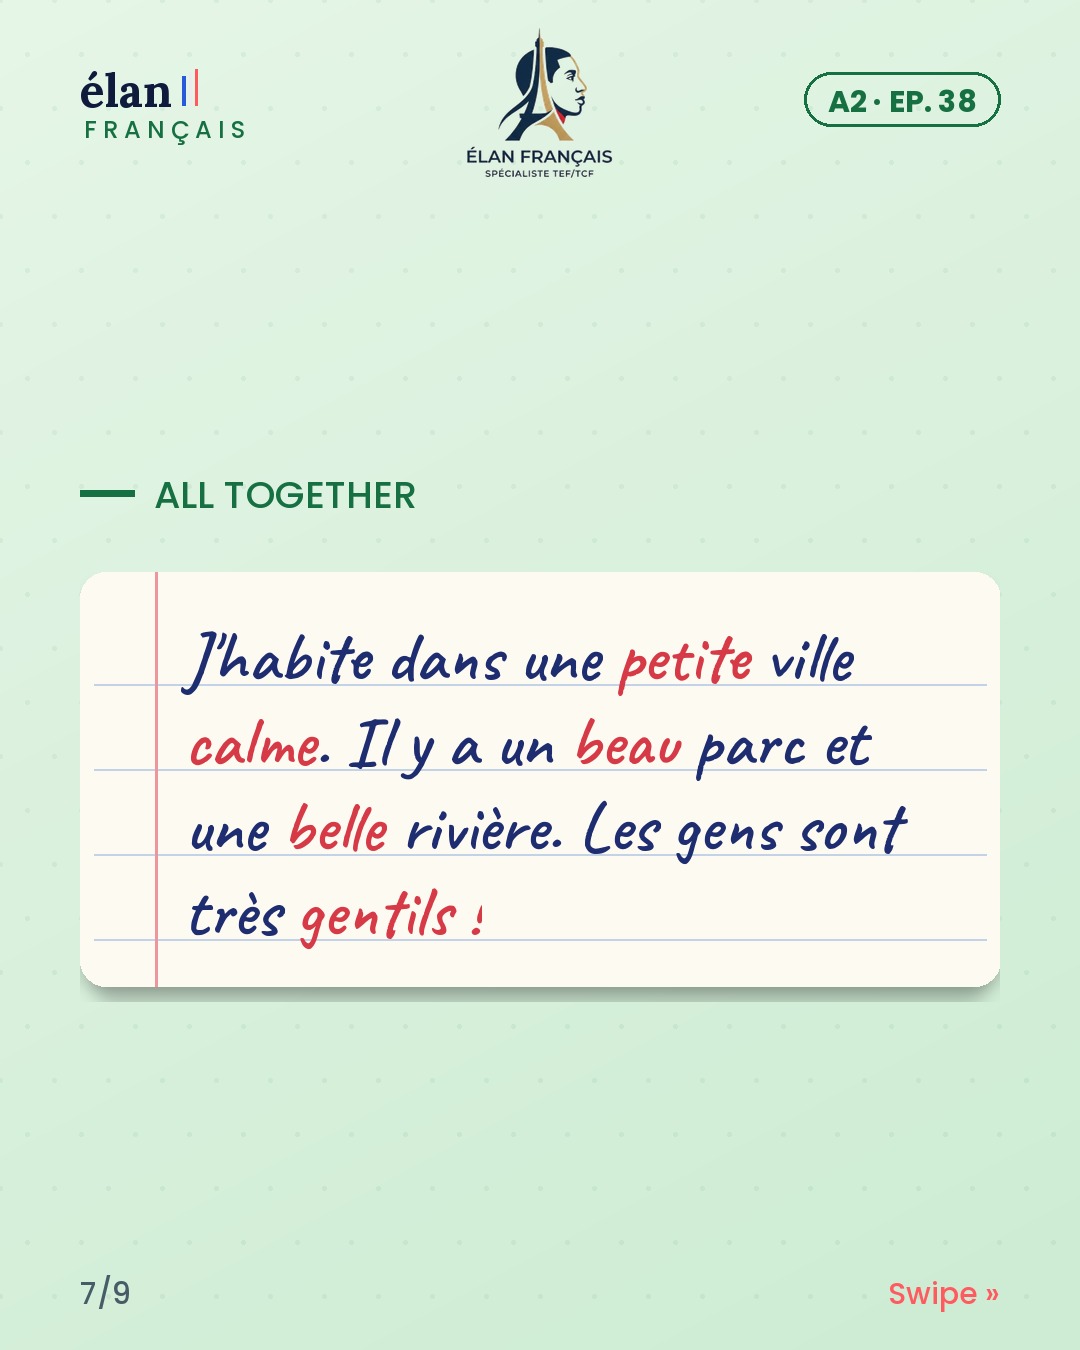 élan
FRANÇAIS
ÉLAN FRANÇAIS
SPÉCIALISTE TEF/TCF
A2 · EP. 38
ALL TOGETHER
J'habite dans une petite ville
calme. Il y a un beau parc et
une belle rivière. Les gens sont
très gentils !
7/9
Swipe »